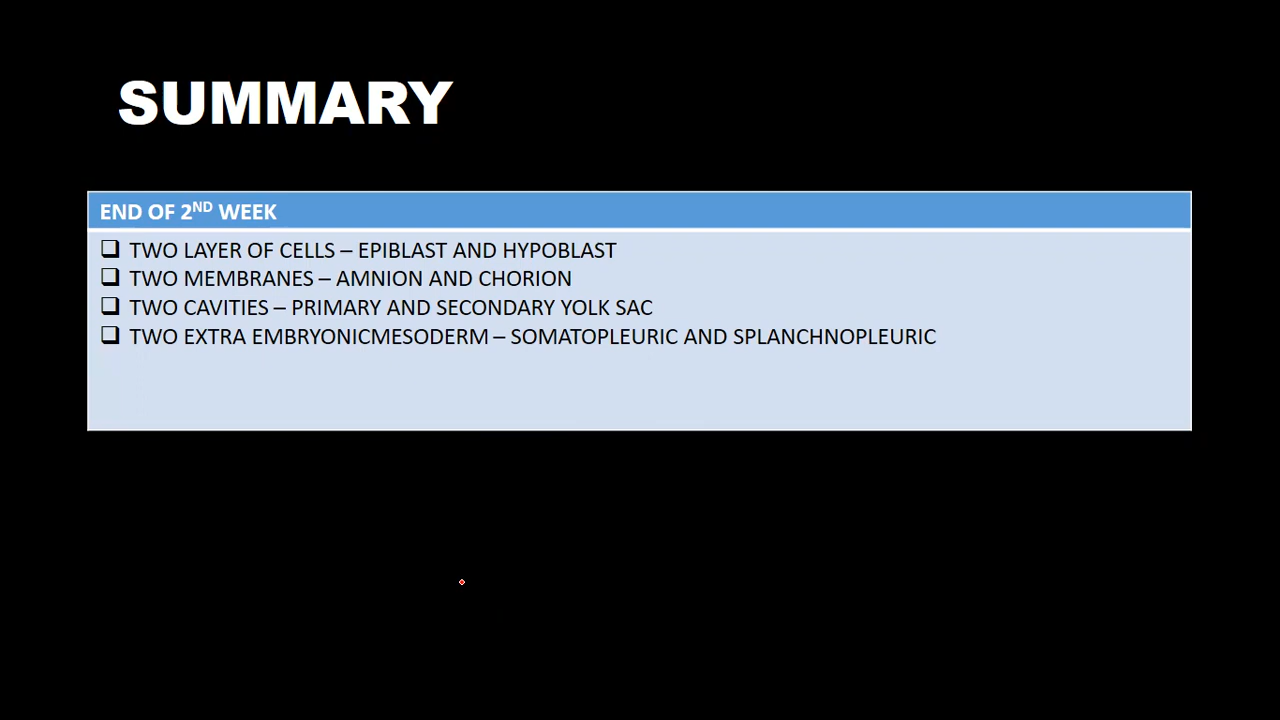 SUMMARY
END OF 2ND WEEK
TWO LAYER OF CELLS – EPIBLAST AND HYPOBLAST
TWO MEMBRANES – AMNION AND CHORION
TWO CAVITIES – PRIMARY AND SECONDARY YOLK SAC
TWO EXTRA EMBRYONICMESODERM – SOMATOPLEURIC AND SPLANCHNOPLEURIC